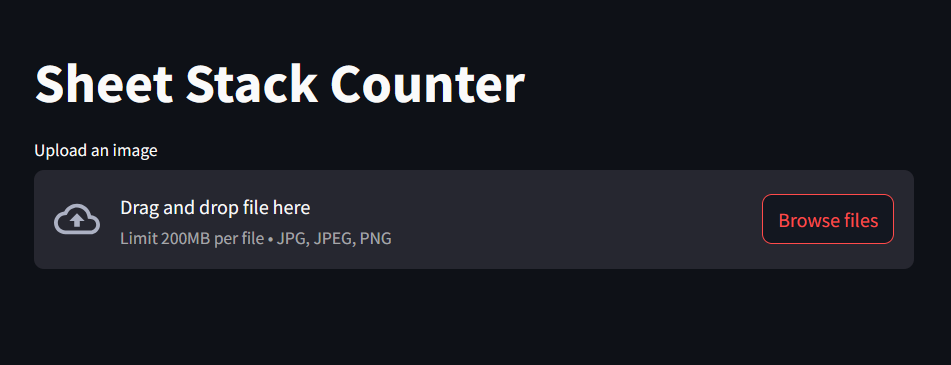 Sheet Stack Counter
Upload an image
Drag and drop file here
Limit 200MB per file • JPG, JPEG, PNG
Browse files